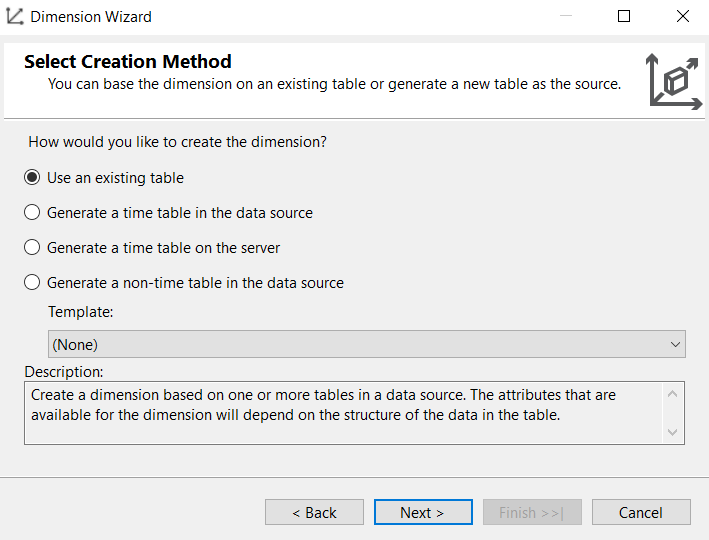 Dimension Wizard
Select Creation Method
You can base the dimension on an existing table or generate a new table as the source.
How would you like to create the dimension?
Use an existing table
Generate a time table in the data source
Generate a time table on the server
Generate a non-time table in the data source
Template:
(None)
Description:
Create a dimension based on one or more tables in a data source. The attributes that are
available for the dimension will depend on the structure of the data in the table.
< Back
Next >
Finish >>|
Cancel